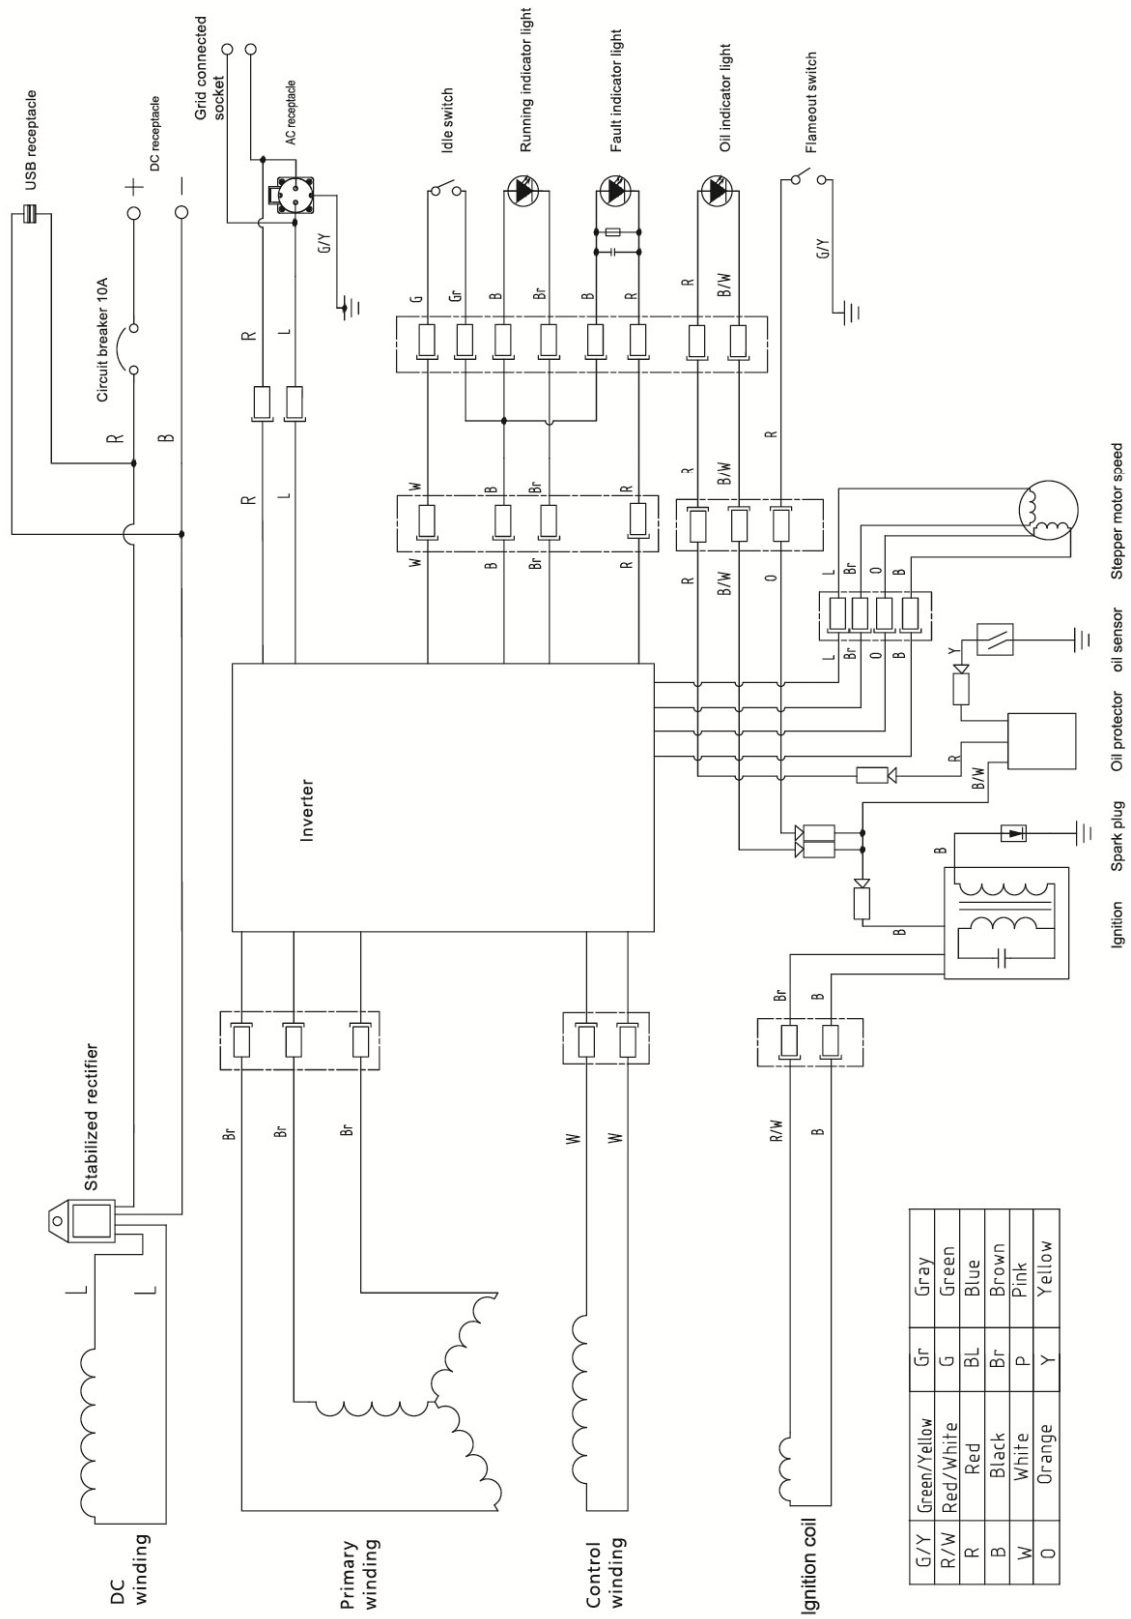 DC
winding
L
L
Stabilized rectifier
R
B
Circuit breaker 10A
USB receptacle
+
DC receptacle
—
Grid connected
socket
AC receptacle
R
L
R
L
G/Y
Primary
winding
Br
Br
Br
Inverter
Control
winding
W
W
W
B
Br
R
W
B
Br
R
G
Gr
B
Br
B
R
Idle switch
Running indicator light
Fault indicator light
Oil indicator light
Flameout switch
R
B/W
G/Y
R
B/W
R
R
B/W
O
Ignition coil
R/W
B
Br
B
B
B
B/W
R
Y
L
Br
O
B
L
Br
O
B
Ignition
Spark plug
Oil protector
oil sensor
Stepper motor speed
G/Y Green/Yellow Gr Gray
R/W Red/White G Green
R Red BL Blue
B Black Br Brown
W White P Pink
O Orange Y Yellow